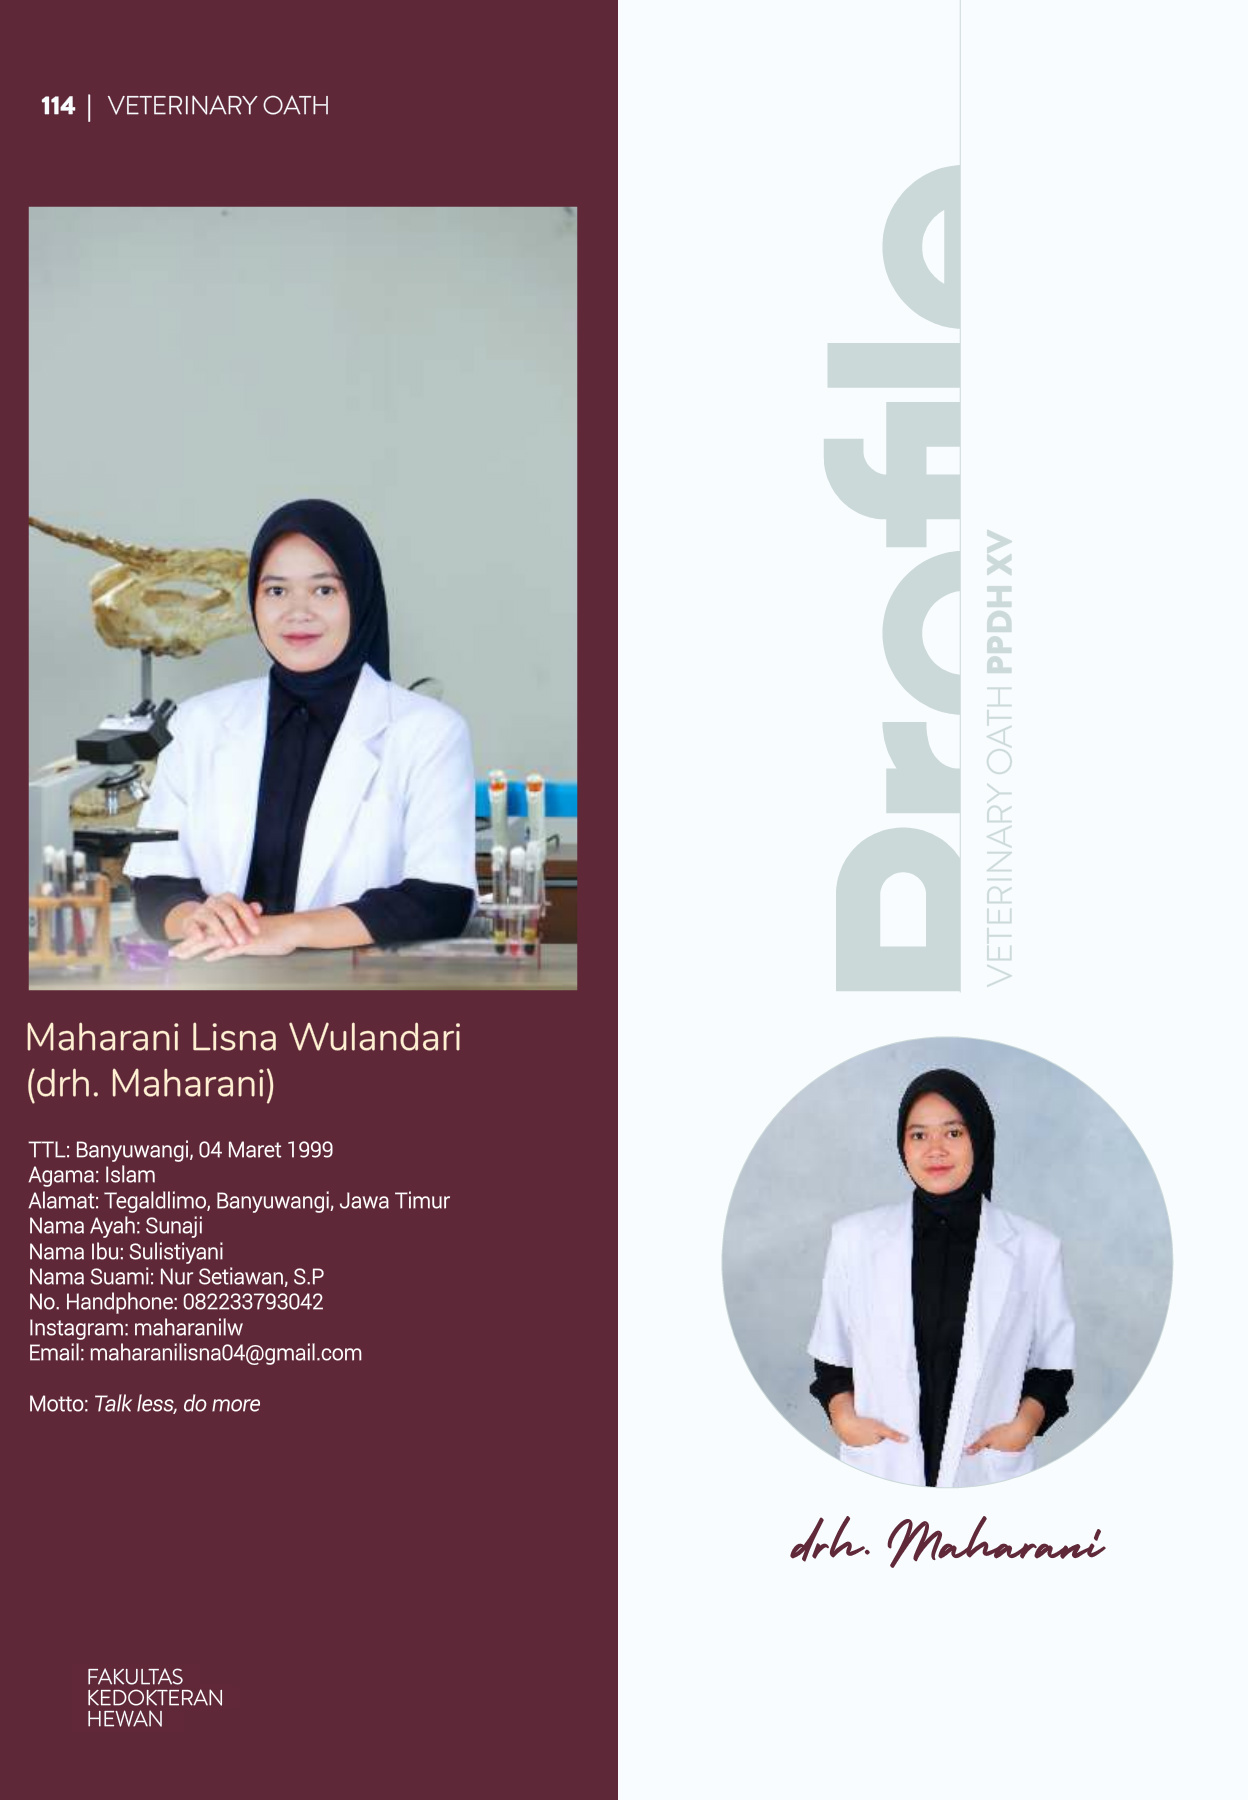 114 | VETERINARY OATH
Maharani Lisna Wulandari
(drh. Maharani)
TTL: Banyuwangi, 04 Maret 1999
Agama: Islam
Alamat: Tegaldlimo, Banyuwangi, Jawa Timur
Nama Ayah: Sunaji
Nama Ibu: Sulistiyani
Nama Suami: Nur Setiawan, S.P
No. Handphone: 082233793042
Instagram: maharanilw
Email: maharanilisna04@gmail.com
Motto: Talk less, do more
FAKULTAS
KEDOKTERAN
HEWAN
Profile
VETERINARY OATH PPDH XV
drh. Maharani